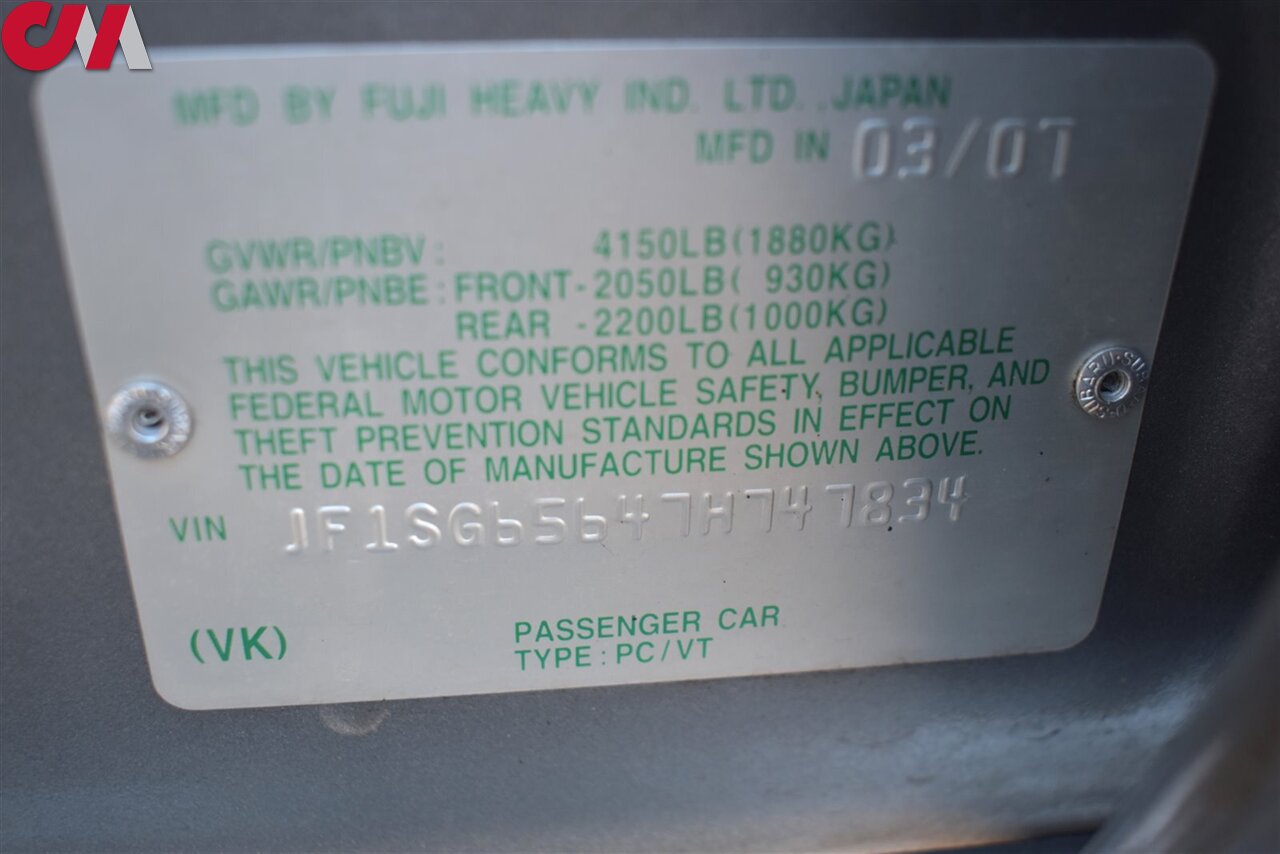 CM
MFD BY FUJI HEAVY IND. LTD. JAPAN
MFD IN 03/07
GVWR/PNBV: 4150LB(1880KG)
GAWR/PNBE: FRONT-2050LB( 930KG)
REAR -2200LB(1000KG)
THIS VEHICLE CONFORMS TO ALL APPLICABLE
FEDERAL MOTOR VEHICLE SAFETY, BUMPER, AND
THEFT PREVENTION STANDARDS IN EFFECT ON
THE DATE OF MANUFACTURE SHOWN ABOVE.
VIN JF1SG65647H747834
(VK)
PASSENGER CAR
TYPE: PC/VT
SUBARU